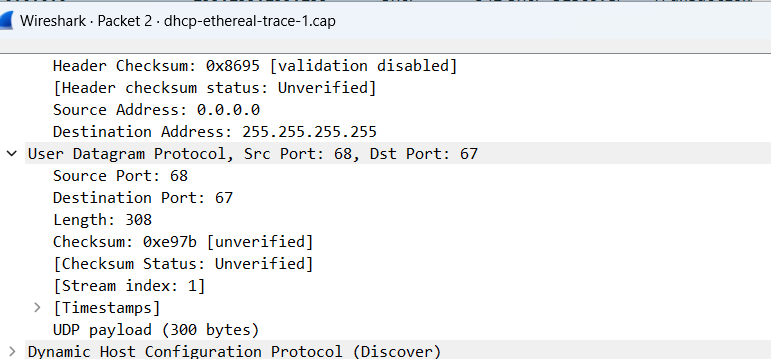 Wireshark · Packet 2 · dhcp-ethereal-trace-1.cap
Header Checksum: 0x8695 [validation disabled]
[Header checksum status: Unverified]
Source Address: 0.0.0.0
Destination Address: 255.255.255.255
User Datagram Protocol, Src Port: 68, Dst Port: 67
Source Port: 68
Destination Port: 67
Length: 308
Checksum: 0xe97b [unverified]
[Checksum Status: Unverified]
[Stream index: 1]
[Timestamps]
UDP payload (300 bytes)
Dynamic Host Configuration Protocol (Discover)